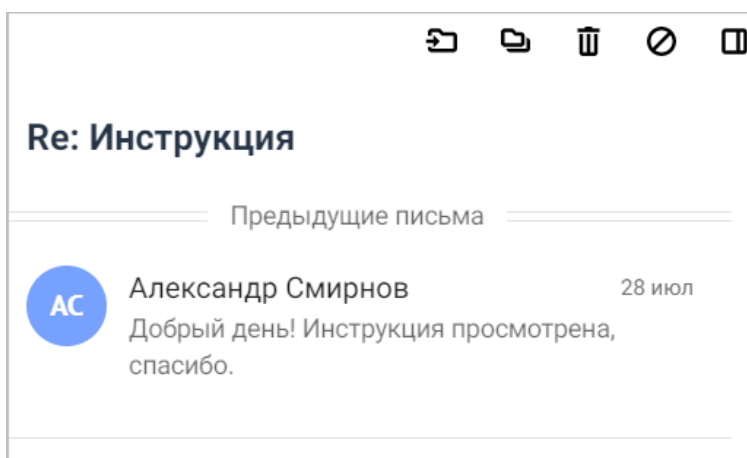 Re: Инструкция
Предыдущие письма
АС
Александр Смирнов
28 июл
Добрый день! Инструкция просмотрена,
спасибо.